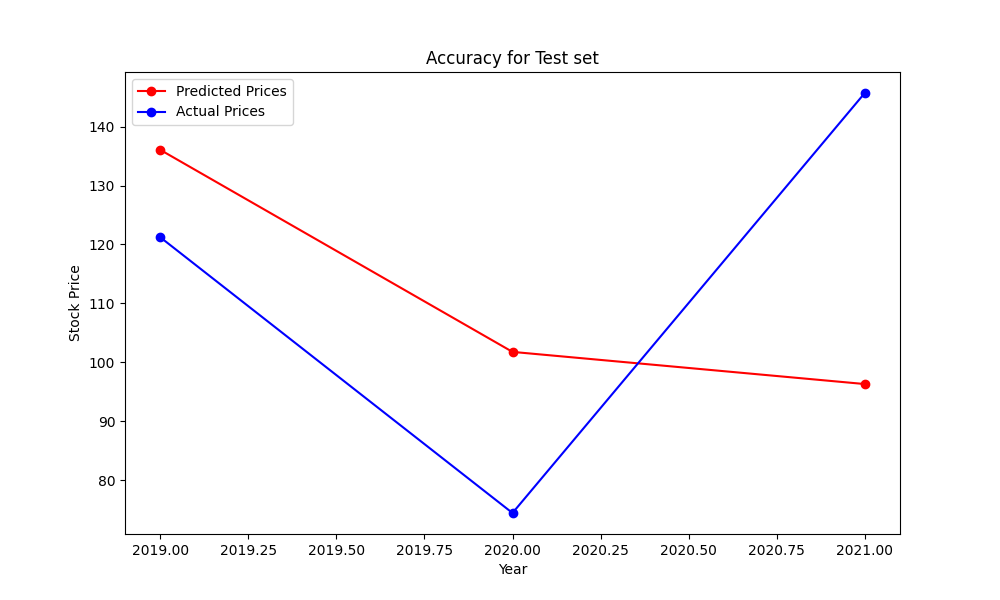 Accuracy for Test set
Predicted Prices
Actual Prices
Stock Price
140
130
120
110
100
90
80
2019.00 2019.25 2019.50 2019.75 2020.00 2020.25 2020.50 2020.75 2021.00
Year